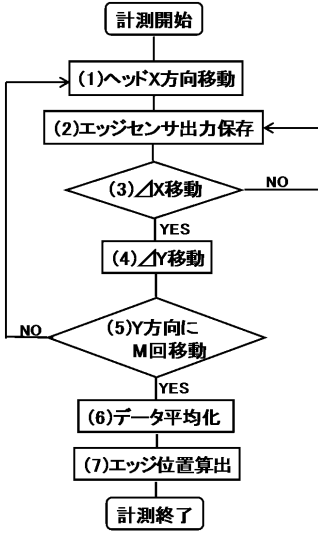 計測開始
(1)ヘッドX方向移動
(2)エッジセンサ出力保存
(3)⊿X移動
NO
YES
(4)⊿Y移動
(5)Y方向に
M回移動
NO
YES
(6)データ平均化
(7)エッジ位置算出
計測終了